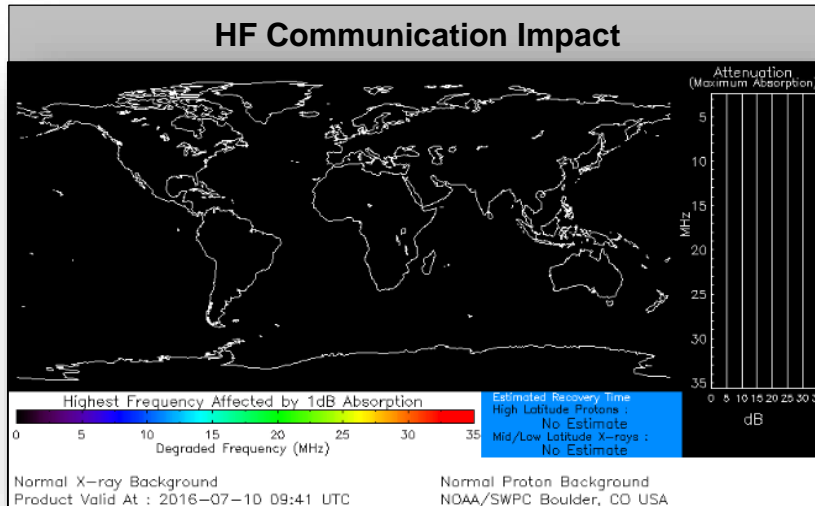 HF Communication Impact
Attenuation
(Maximum Absorption)
5
10
15
20
25
30
35
MHz
0 5 10 15 20 25 30
dB
Highest Frequency Affected by 1dB Absorption
0 5 10 15 20 25 30 35
Degraded Frequency (MHz)
Estimated Recovery Time
High Latitude Protons :
No Estimate
Mid/Low Latitude X-rays :
No Estimate
Normal X-ray Background
Normal Proton Background
Product Valid At : 2016-07-10 09:41 UTC
NOAA/SWPC Boulder, CO USA